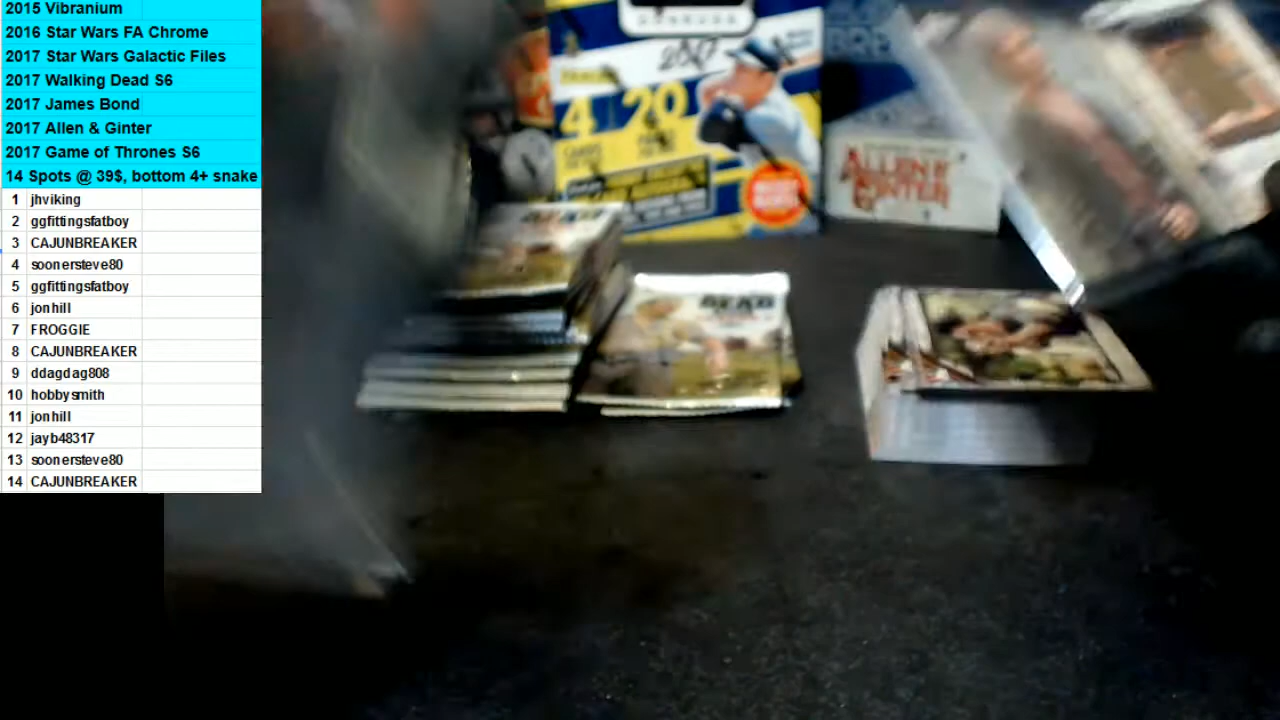 2015 Vibranium
2016 Star Wars FA Chrome
2017 Star Wars Galactic Files
2017 Walking Dead S6
2017 James Bond
2017 Allen & Ginter
2017 Game of Thrones S6
14 Spots @ 39$, bottom 4+ snake
1 jhviking
2 ggfittingsfatboy
3 CAJUNBREAKER
4 soonersteve80
5 ggfittingsfatboy
6 jonhill
7 FROGGIE
8 CAJUNBREAKER
9 ddagdag808
10 hobbysmith
11 jonhill
12 jayb48317
13 soonersteve80
14 CAJUNBREAKER
2017
4 20
ALLEN &
GINTER
DEAD